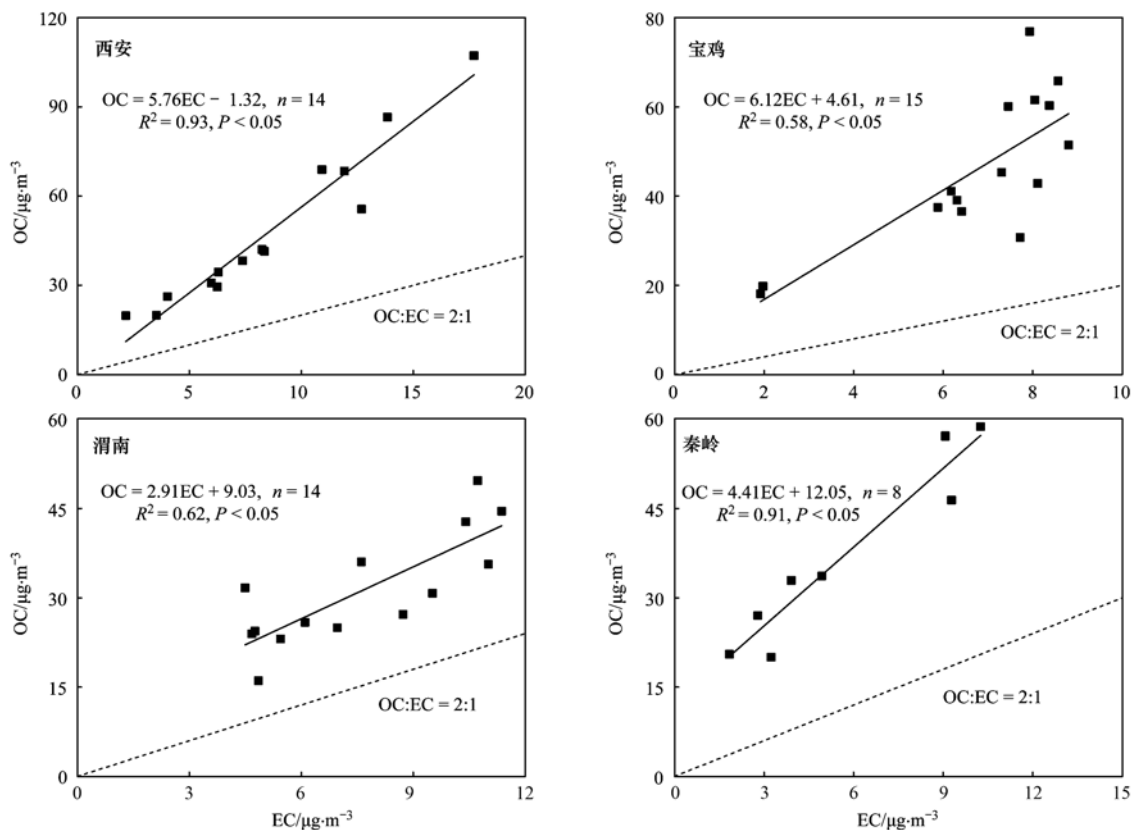 西安
OC = 5.76EC − 1.32, n = 14
R² = 0.93, P < 0.05
OC:EC = 2:1
OC/μg·m⁻³
120
90
60
30
0
0 5 10 15 20
宝鸡
OC = 6.12EC + 4.61, n = 15
R² = 0.58, P < 0.05
OC:EC = 2:1
OC/μg·m⁻³
80
60
40
20
0
0 2 4 6 8 10
渭南
OC = 2.91EC + 9.03, n = 14
R² = 0.62, P < 0.05
OC:EC = 2:1
OC/μg·m⁻³
60
45
30
15
0
0 3 6 9 12
EC/μg·m⁻³
秦岭
OC = 4.41EC + 12.05, n = 8
R² = 0.91, P < 0.05
OC:EC = 2:1
OC/μg·m⁻³
60
45
30
15
0
0 3 6 9 12 15
EC/μg·m⁻³